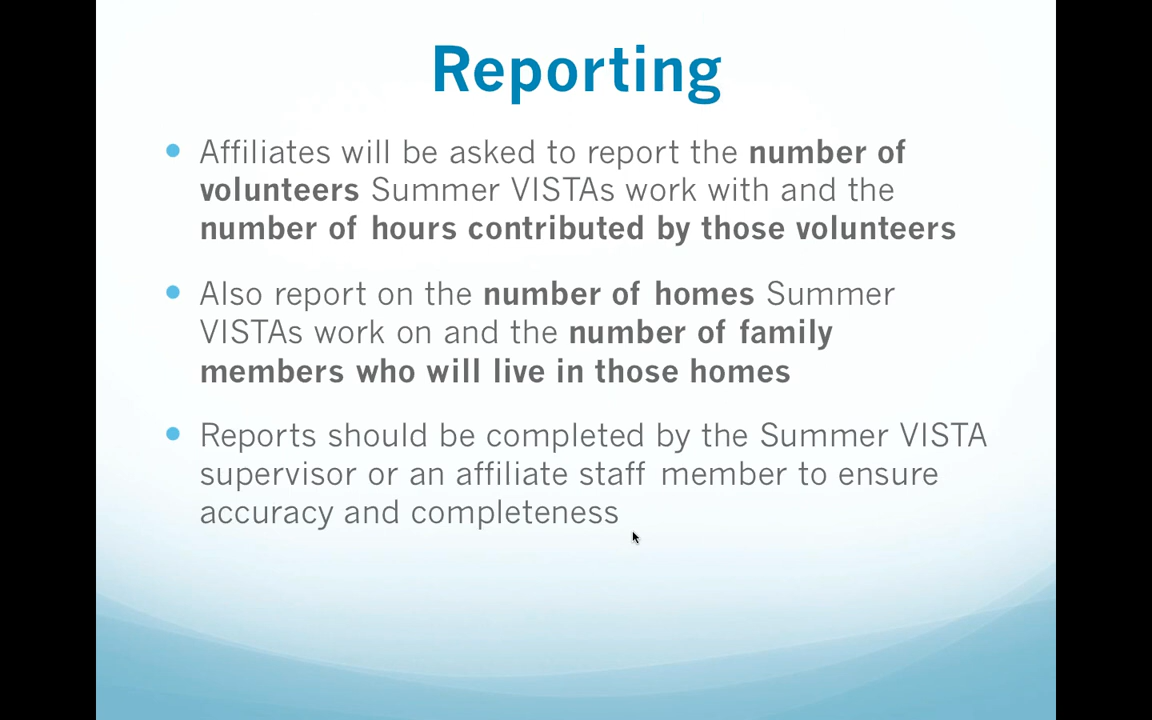 Reporting
Affiliates will be asked to report the number of
volunteers Summer VISTAs work with and the
number of hours contributed by those volunteers
Also report on the number of homes Summer
VISTAs work on and the number of family
members who will live in those homes
Reports should be completed by the Summer VISTA
supervisor or an affiliate staff member to ensure
accuracy and completeness